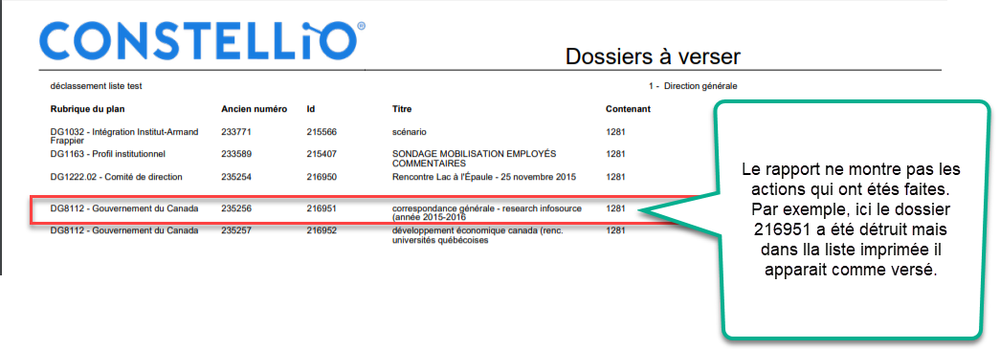 CONSTELLiO®
Dossiers à verser
déclassement liste test 1 - Direction générale
Rubrique du plan Ancien numéro Id Titre Contenant
DG1032 - Intégration Institut-Armand 233771 215566 scénario 1281
Frappier
DG1163 - Profil institutionnel 233589 215407 SONDAGE MOBILISATION EMPLOYÉS 1281
COMMENTAIRES
DG1222.02 - Comité de direction 235254 216950 Rencontre Lac à l'Épaule - 25 novembre 2015 1281
DG8112 - Gouvernement du Canada 235256 216951 correspondance générale - research infosource 1281
(année 2015-2016
DG8112 - Gouvernement du Canada 235257 216952 développement économique canada (renc. 1281
universités québécoises
Le rapport ne montre pas les
actions qui ont étés faites.
Par exemple, ici le dossier
216951 a été détruit mais
dans lla liste imprimée il
apparait comme versé.